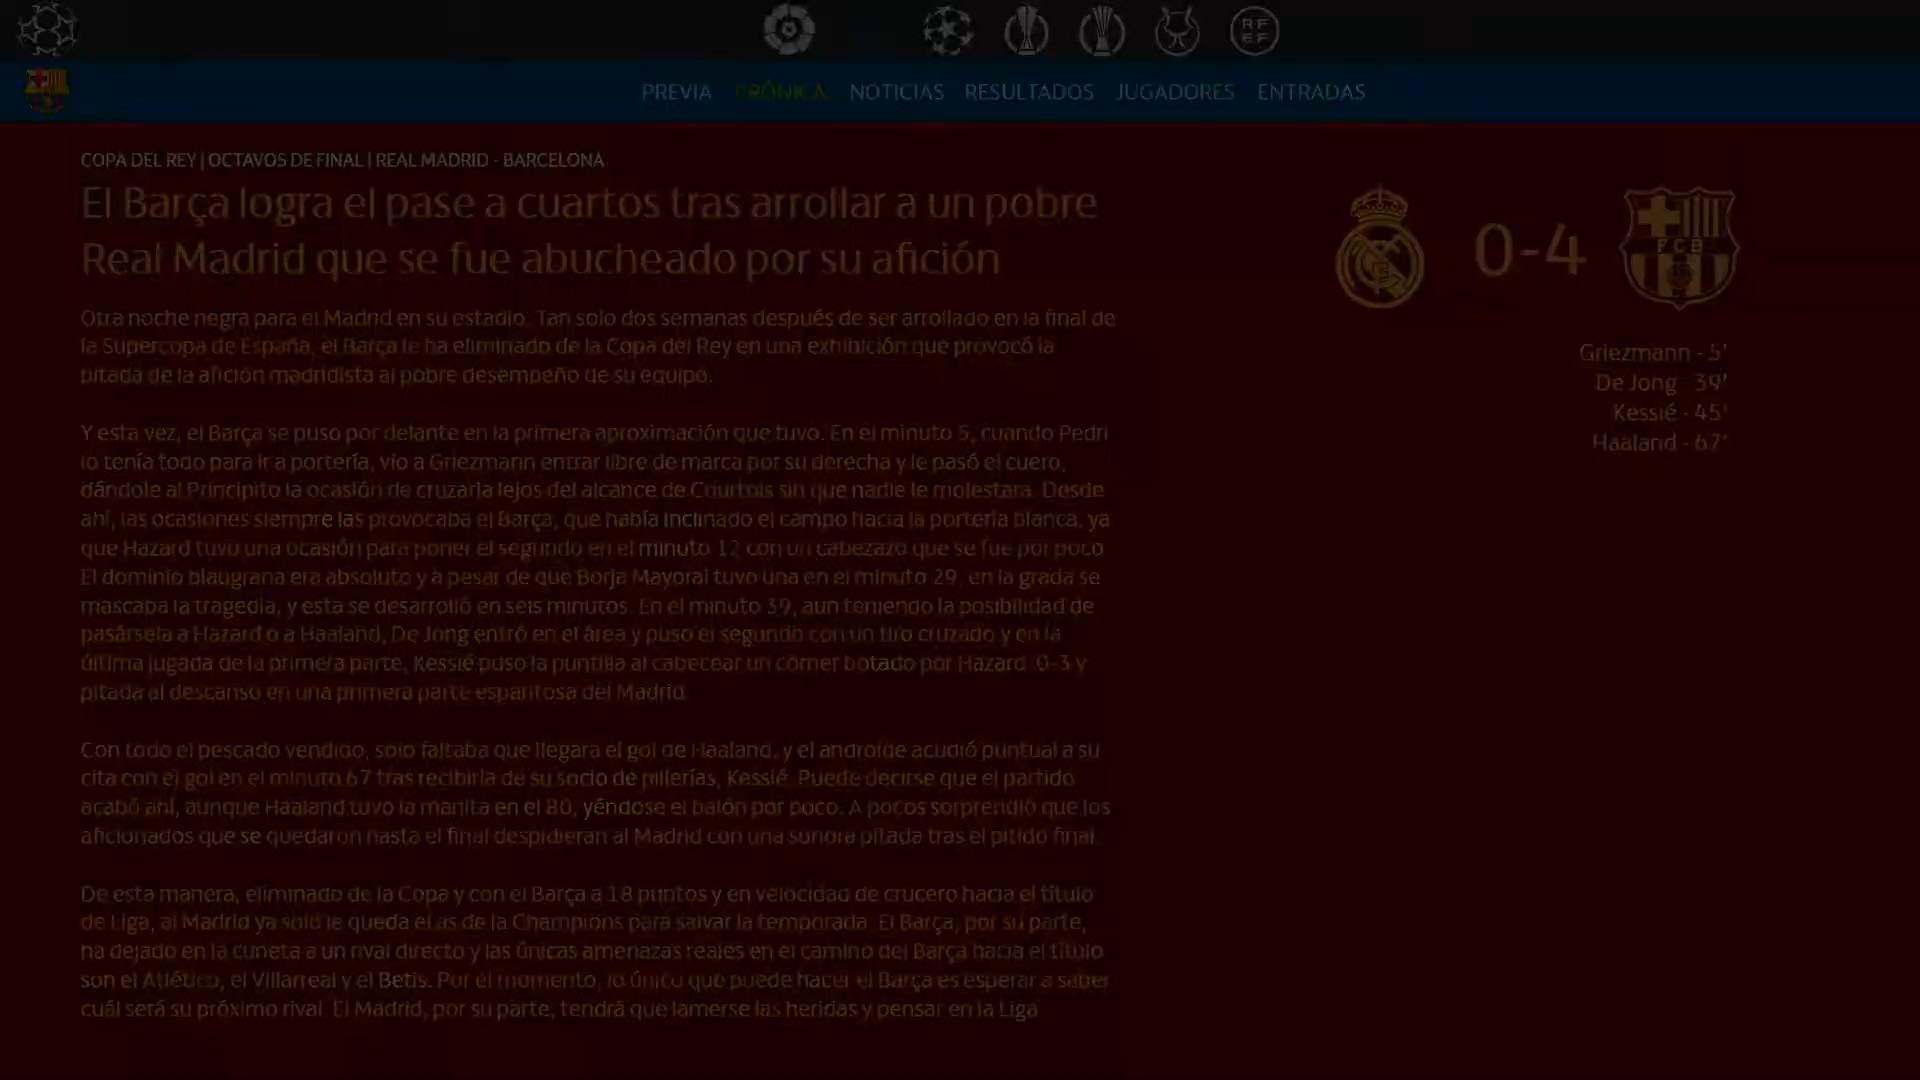 RF
EF
PREVIA CRÓNICA NOTICIAS RESULTADOS JUGADORES ENTRADAS
COPA DEL REY | OCTAVOS DE FINAL | REAL MADRID - BARCELONA
El Barça logra el pase a cuartos tras arrollar a un pobre
Real Madrid que se fue abucheado por su afición
0-4
FCB
Griezmann - 5'
De Jong - 39'
Kessié - 45'
Haaland - 67'
Otra noche negra para el Madrid en su estadio. Tan solo dos semanas después de ser arrollado en la final de
la Supercopa de España, el Barça le ha eliminado de la Copa del Rey en una exhibición que provocó la
pitada de la afición madridista al pobre desempeño de su equipo.
Y esta vez, el Barça se puso por delante en la primera aproximación que tuvo. En el minuto 5, cuando Pedri
lo tenía todo para ir a portería, vio a Griezmann entrar libre de marca por su derecha y le pasó el cuero,
dándole al Principito la ocasión de cruzarla lejos del alcance de Courtois sin que nadie le molestara. Desde
ahí, las ocasiones siempre las provocaba el Barça, que había inclinado el campo hacia la portería blanca, ya
que Hazard tuvo una ocasión para poner el segundo en el minuto 12 con un cabezazo que se fue por poco.
El dominio blaugrana era absoluto y a pesar de que Borja Mayoral tuvo una en el minuto 29, en la grada se
mascaba la tragedia, y esta se desarrolló en seis minutos. En el minuto 39, aun teniendo la posibilidad de
pasársela a Hazard o a Haaland, De Jong entró en el área y puso el segundo con un tiro cruzado y en la
última jugada de la primera parte, Kessié puso la puntilla al cabecear un córner botado por Hazard. 0-3 y
pitada al descanso en una primera parte espantosa del Madrid.
Con todo el pescado vendido, solo faltaba que llegara el gol de Haaland, y el androide acudió puntual a su
cita con el gol en el minuto 67 tras recibirla de su socio de pillerías, Kessié. Puede decirse que el partido
acabó ahí, aunque Haaland tuvo la manita en el 80, yéndose el balón por poco. A pocos sorprendió que los
aficionados que se quedaron hasta el final despidieran al Madrid con una sonora pitada tras el pitido final.
De esta manera, eliminado de la Copa y con el Barça a 18 puntos y en velocidad de crucero hacia el título
de Liga, al Madrid ya solo le queda el as de la Champions para salvar la temporada. El Barça, por su parte,
ha dejado en la cuneta a un rival directo y las únicas amenazas reales en el camino del Barça hacia el título
son el Atlético, el Villarreal y el Betis. Por el momento, lo único que puede hacer el Barça es esperar a saber
cuál será su próximo rival. El Madrid, por su parte, tendrá que lamerse las heridas y pensar en la Liga.